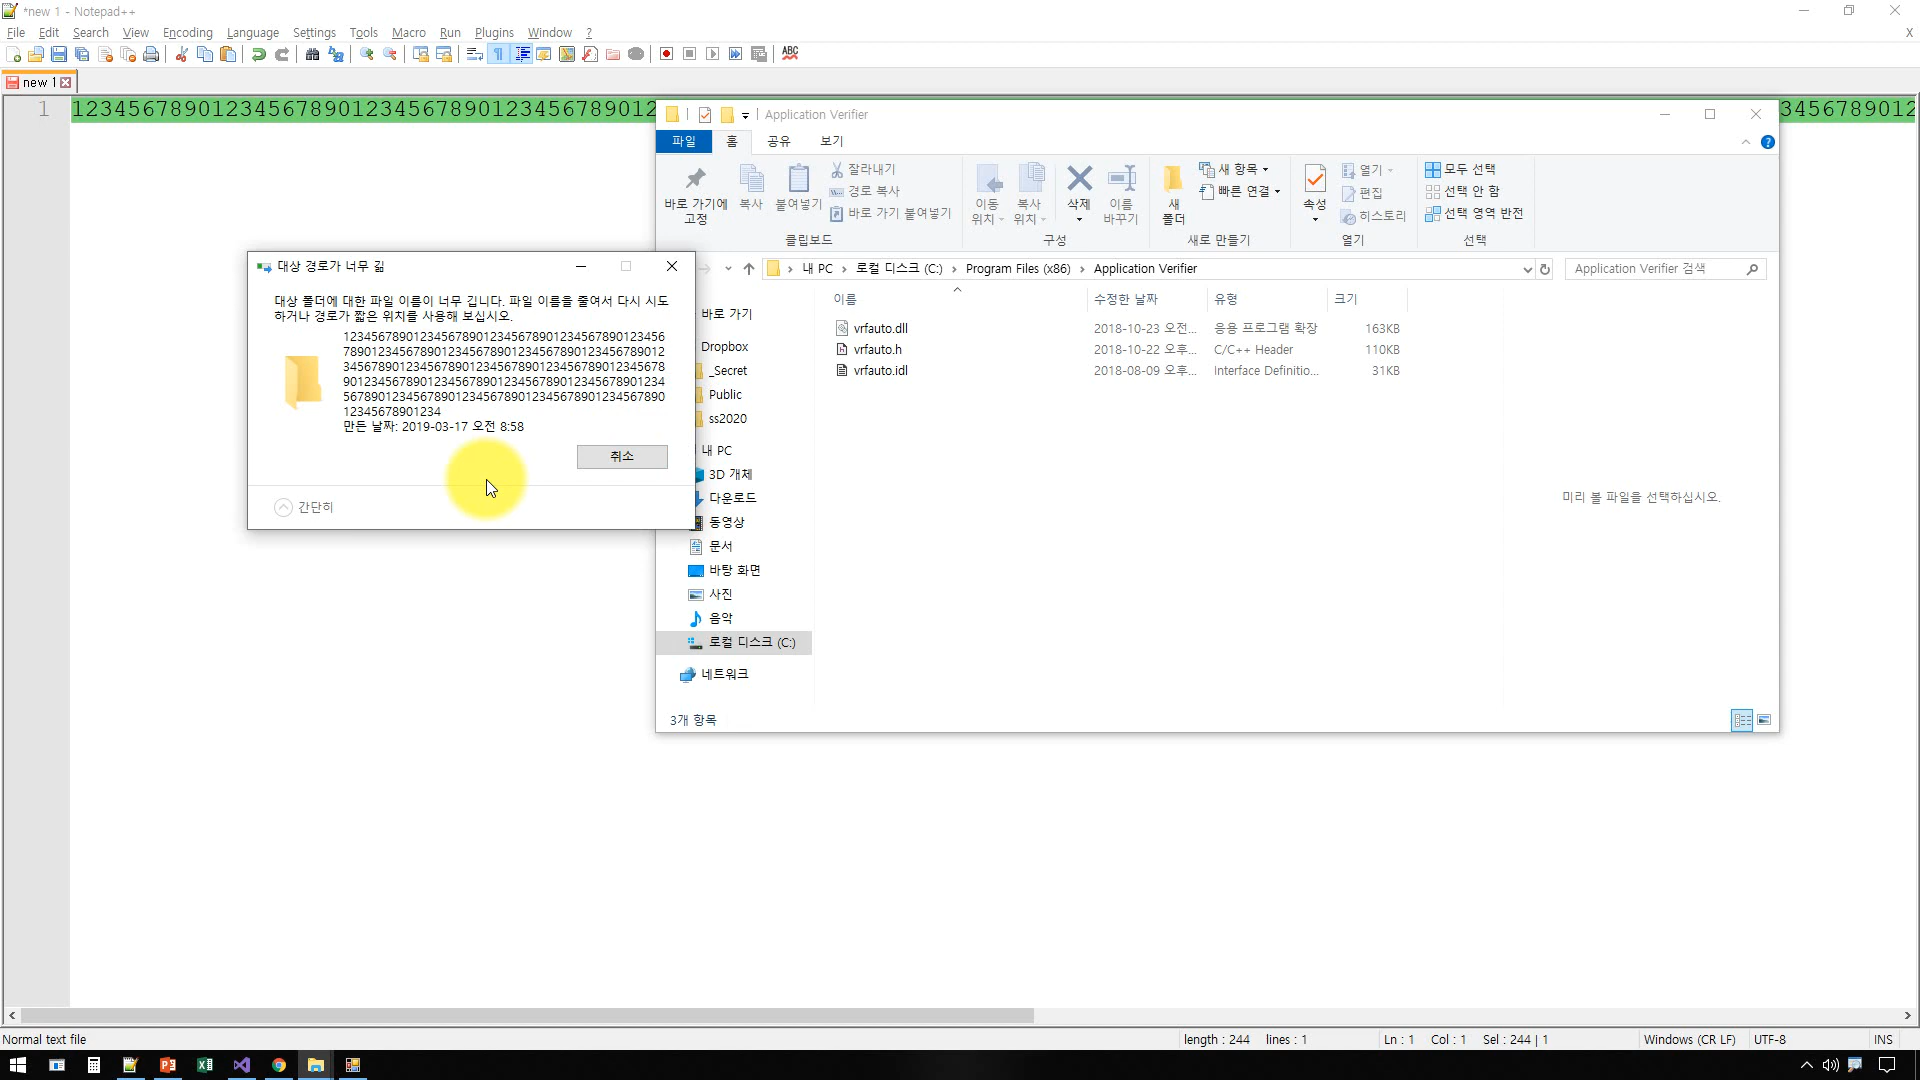 *new 1 - Notepad++
File Edit Search View Encoding Language Settings Tools Macro Run Plugins Window ?
X
ABC
new 1
1
123456789012345678901234567890123456789012
3456789012
Application Verifier
파일 홈 공유 보기
바로 가기에
고정
복사
붙여넣기
잘라내기
경로 복사
바로 가기 붙여넣기
클립보드
이동
위치
복사
위치
삭제
이름
바꾸기
구성
새
폴더
새 항목
빠른 연결
새로 만들기
속성
열기
편집
히스토리
열기
모두 선택
선택 안 함
선택 영역 반전
선택
내 PC 로컬 디스크 (C:) Program Files (x86) Application Verifier
Application Verifier 검색
이름 수정한 날짜 유형 크기
vrfauto.dll 2018-10-23 오전... 응용 프로그램 확장 163KB
vrfauto.h 2018-10-22 오후... C/C++ Header 110KB
vrfauto.idl 2018-08-09 오후... Interface Definitio... 31KB
바로 가기
Dropbox
_Secret
Public
ss2020
내 PC
3D 개체
다운로드
동영상
문서
바탕 화면
사진
음악
로컬 디스크 (C:)
네트워크
미리 볼 파일을 선택하십시오.
3개 항목
대상 경로가 너무 깊
대상 폴더에 대한 파일 이름이 너무 깁니다. 파일 이름을 줄여서 다시 시도
하거나 경로가 짧은 위치를 사용해 보십시오.
1234567890123456789012345678901234567890123456
7890123456789012345678901234567890123456789012
3456789012345678901234567890123456789012345678
9012345678901234567890123456789012345678901234
5678901234567890123456789012345678901234567890
12345678901234
만든 날짜: 2019-03-17 오전 8:58
취소
간단히
Normal text file length : 244 lines : 1 Ln : 1 Col : 1 Sel : 244 | 1 Windows (CR LF) UTF-8 INS